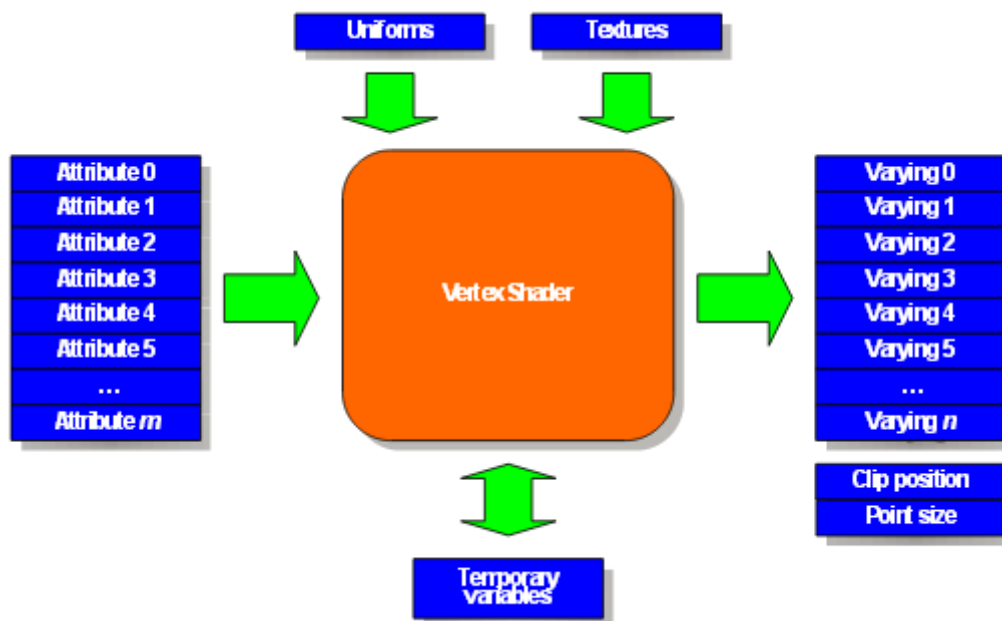 Uniforms
Textures
Attribute 0
Attribute 1
Attribute 2
Attribute 3
Attribute 4
Attribute 5
...
Attribute m
Vertex Shader
Varying 0
Varying 1
Varying 2
Varying 3
Varying 4
Varying 5
...
Varying n
Clip position
Point size
Temporary
variables